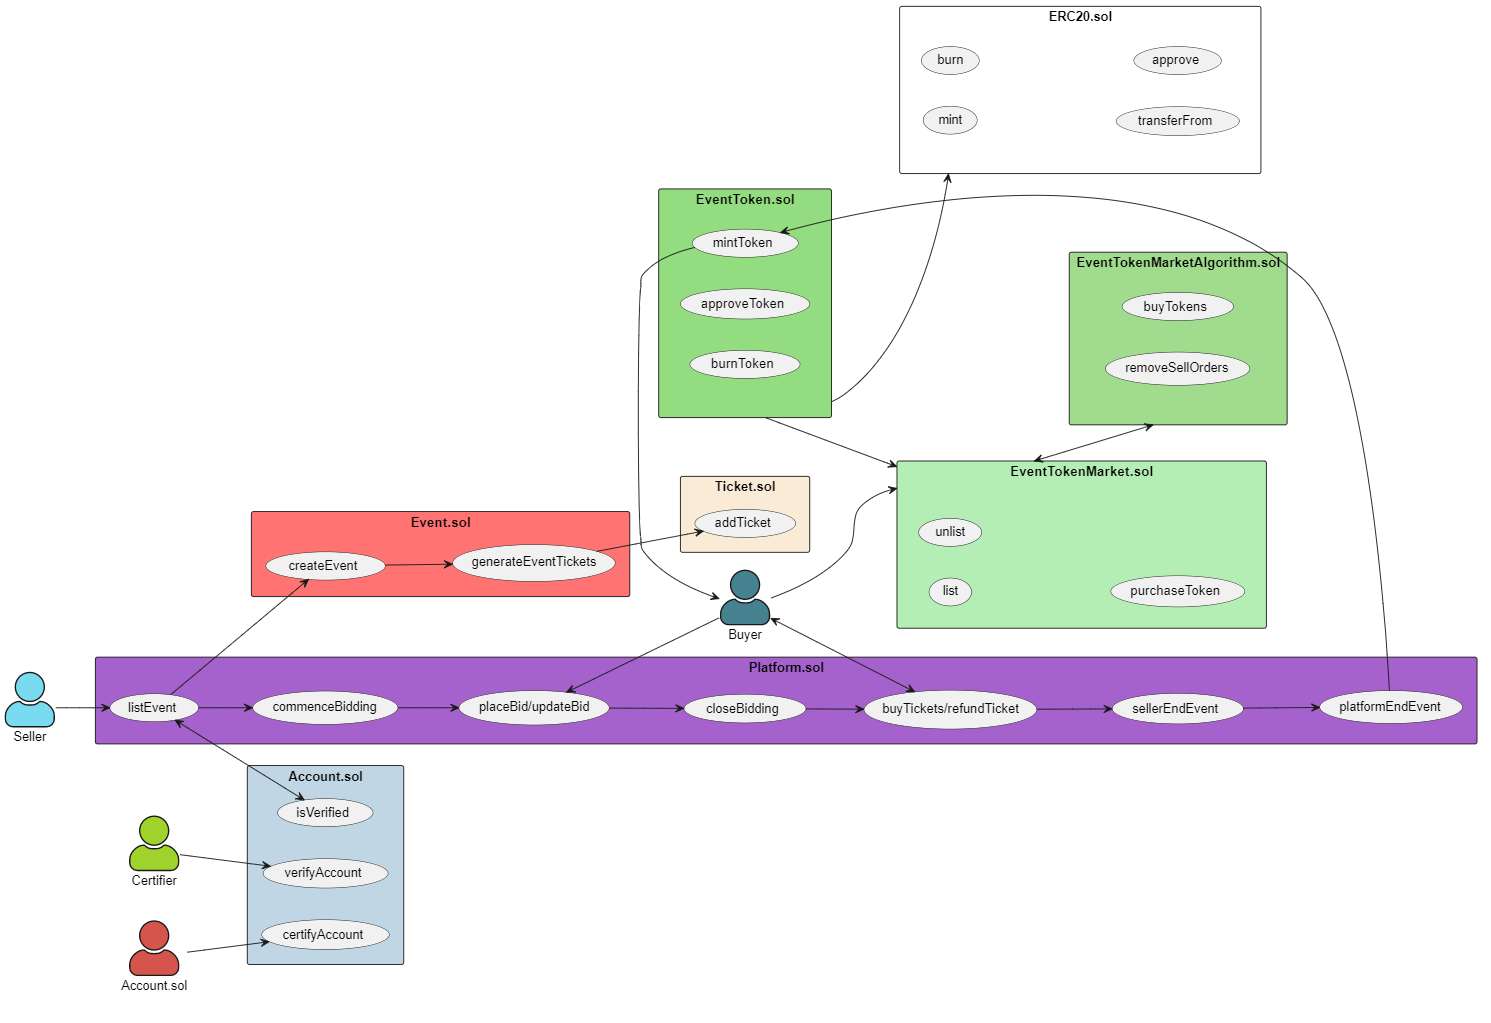 ERC20.sol
burn
approve
mint
transferFrom
EventToken.sol
mintToken
approveToken
burnToken
EventTokenMarketAlgorithm.sol
buyTokens
removeSellOrders
EventTokenMarket.sol
unlist
list
purchaseToken
Ticket.sol
addTicket
Event.sol
createEvent
generateEventTickets
Buyer
Platform.sol
listEvent
commenceBidding
placeBid/updateBid
closeBidding
buyTickets/refundTicket
sellerEndEvent
platformEndEvent
Seller
Account.sol
isVerified
verifyAccount
certifyAccount
Certifier
Account.sol